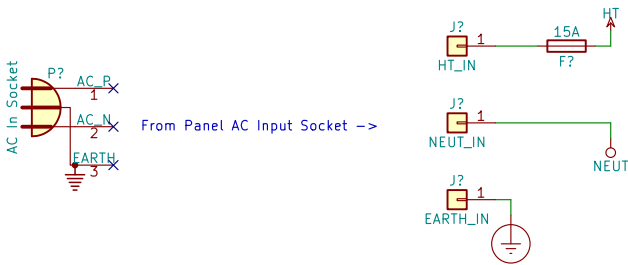 AC In Socket
P?
AC_P
1
AC_N
2
EARTH
3
From Panel AC Input Socket ->
J?
1
HT_IN
15A
F?
HT
J?
1
NEUT_IN
NEUT
J?
1
EARTH_IN